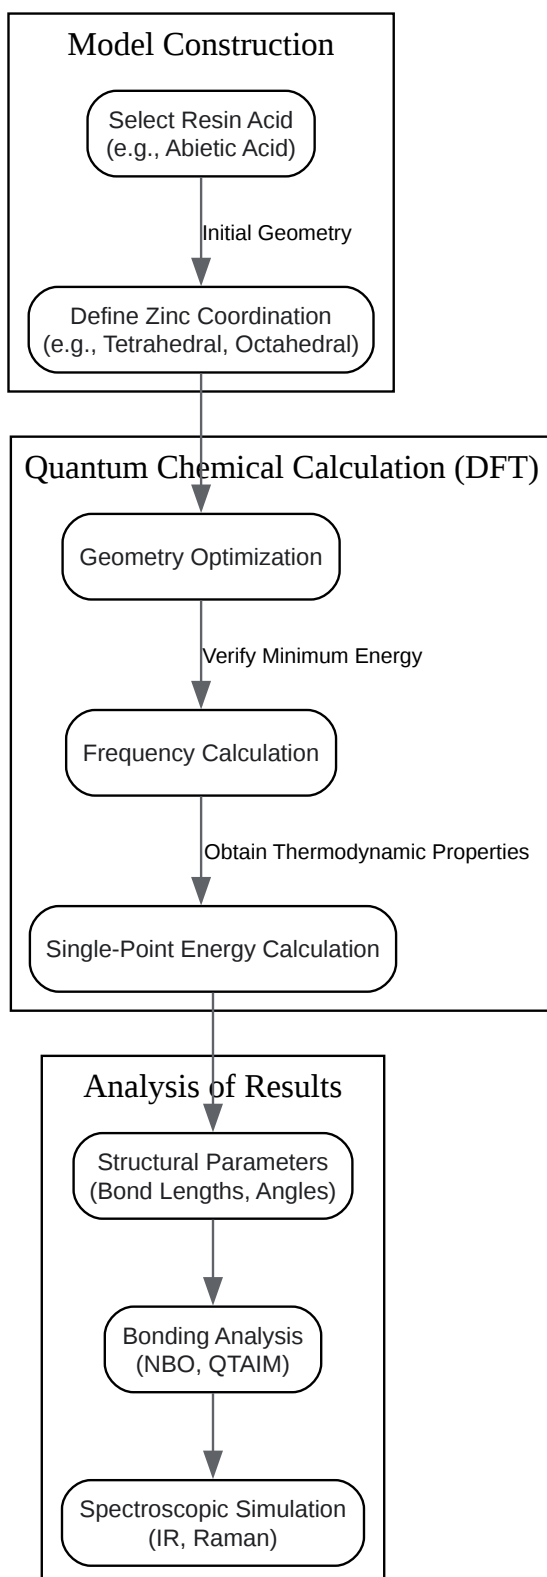 Model Construction
Select Resin Acid
(e.g., Abietic Acid)
Initial Geometry
Define Zinc Coordination
(e.g., Tetrahedral, Octahedral)
Quantum Chemical Calculation (DFT)
Geometry Optimization
Verify Minimum Energy
Frequency Calculation
Obtain Thermodynamic Properties
Single-Point Energy Calculation
Analysis of Results
Structural Parameters
(Bond Lengths, Angles)
Bonding Analysis
(NBO, QTAIM)
Spectroscopic Simulation
(IR, Raman)